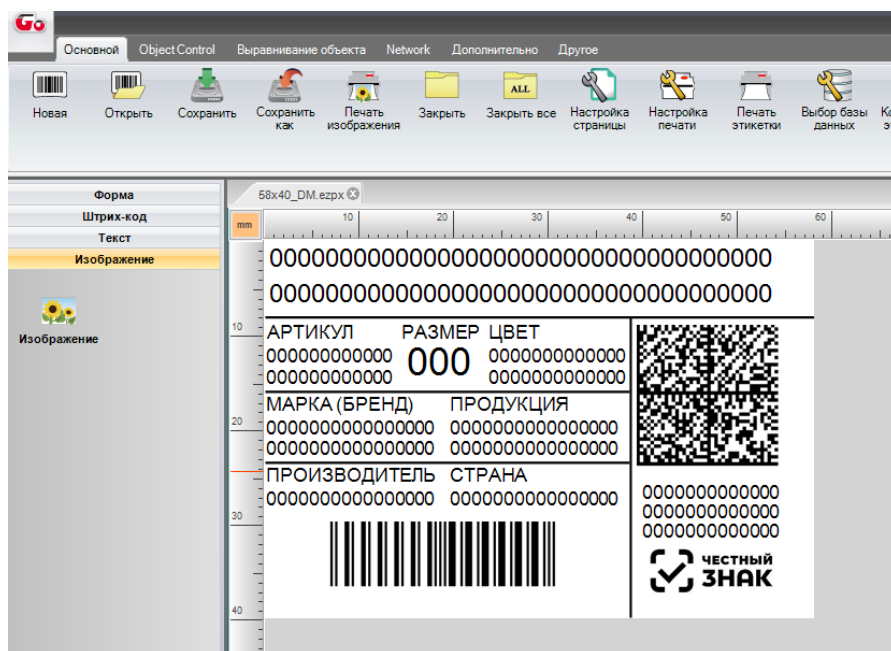 Go
Основной Object Control Выравнивание объекта Network Дополнительно Другое
Новая Открыть Сохранить Сохранить как Печать изображения Закрыть ALL Закрыть все Настройка страницы Настройка печати Печать этикетки Выбор базы данных
Форма
Штрих-код
Текст
Изображение
Изображение
58x40_DM.ezpx
mm 10 20 30 40 50 60
000000000000000000000000000000000000
000000000000000000000000000000000000
10
АРТИКУЛ РАЗМЕР ЦВЕТ
000000000000 000 0000000000000
000000000000 0000000000000
МАРКА (БРЕНД) ПРОДУКЦИЯ
20
0000000000000000 0000000000000000
0000000000000000 0000000000000000
ПРОИЗВОДИТЕЛЬ СТРАНА
0000000000000000 0000000000000000
30
0000000000000
0000000000000
0000000000000
ЧЕСТНЫЙ
ЗНАК
40